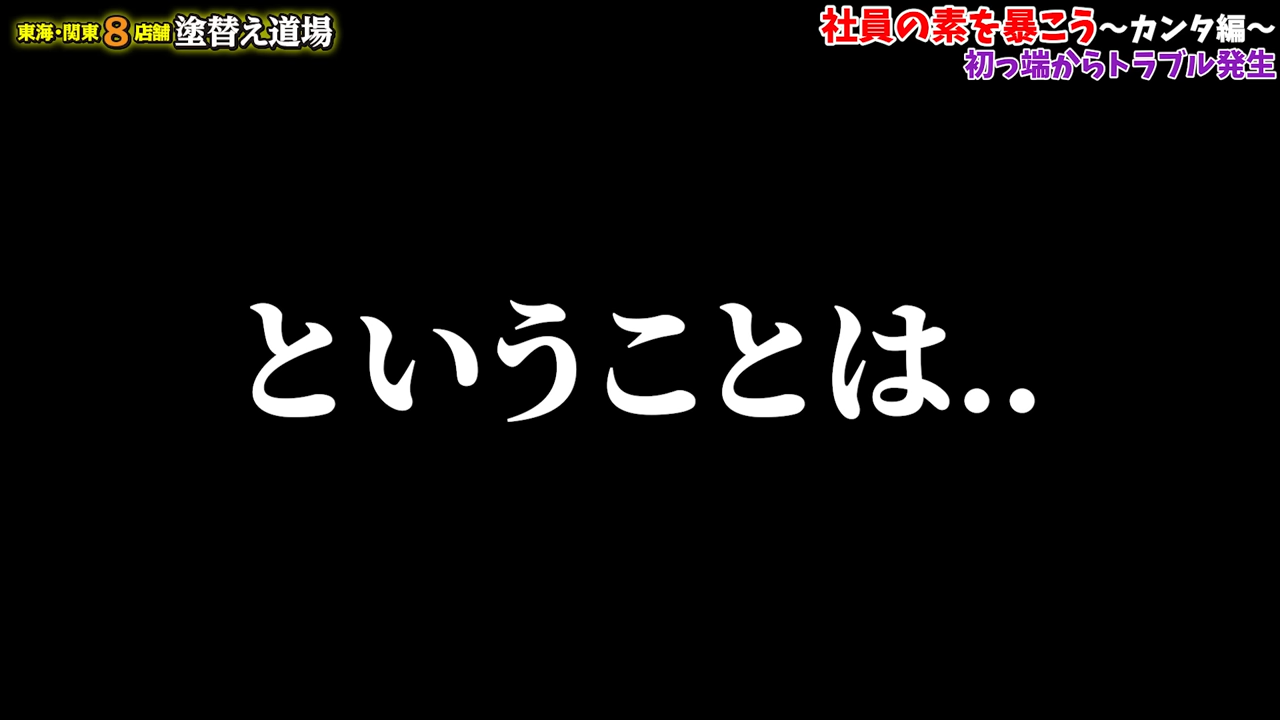 東海・関東8店舗 塗替え道場
社員の素を暴こう～カンタ編～
初っ端からトラブル発生
ということは..